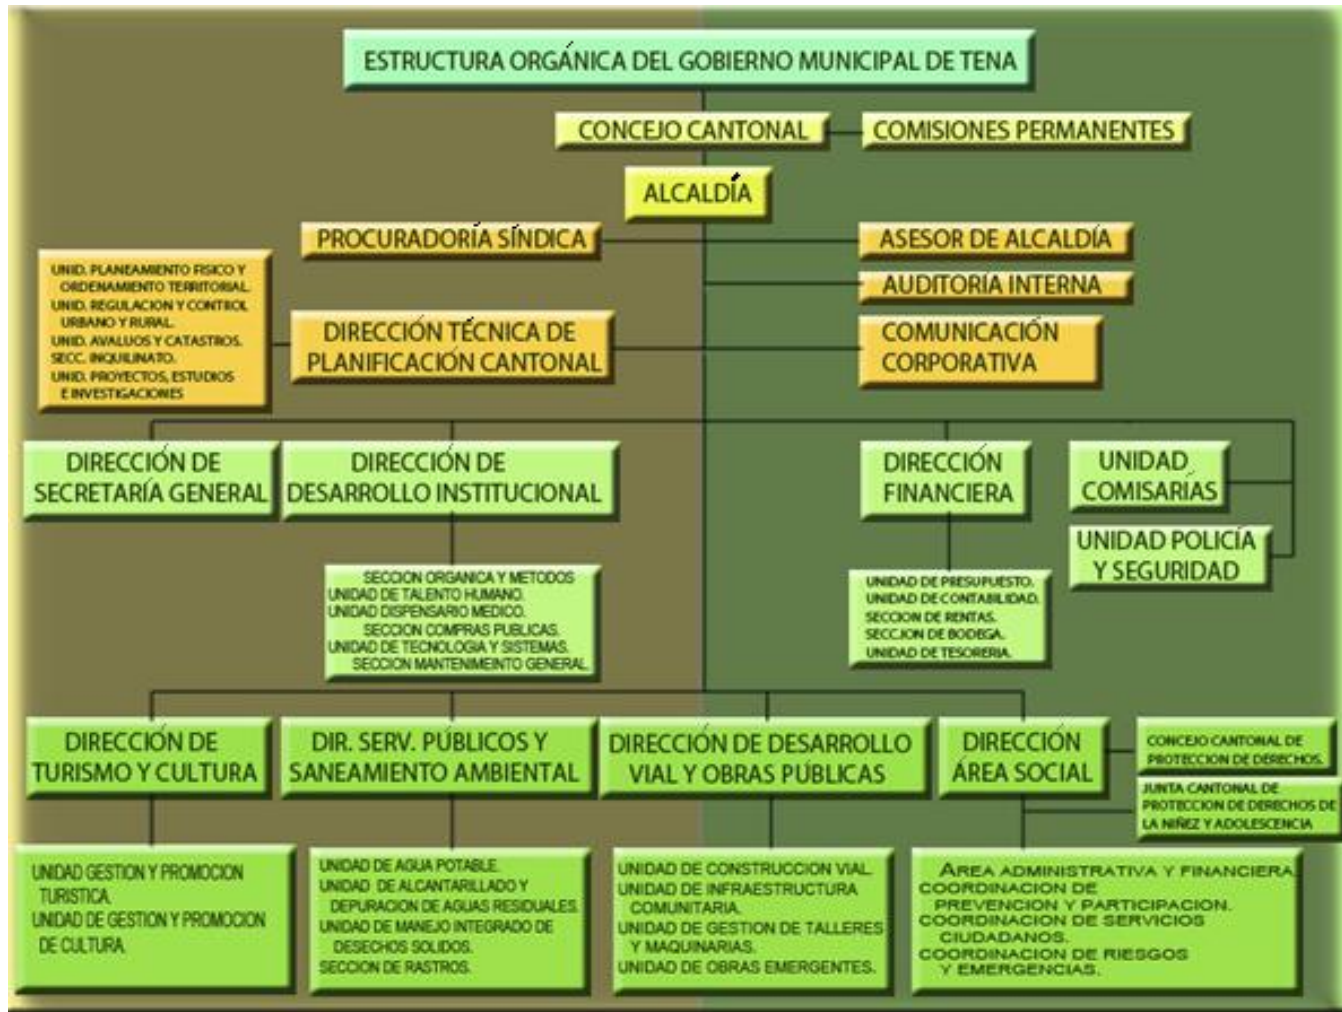 ESTRUCTURA ORGÁNICA DEL GOBIERNO MUNICIPAL DE TENA
CONCEJO CANTONAL
COMISIONES PERMANENTES
ALCALDÍA
PROCURADORÍA SÍNDICA
ASESOR DE ALCALDÍA
AUDITORÍA INTERNA
UNID. PLANEAMIENTO FISICO Y
ORDENAMIENTO TERRITORIAL.
UNID. REGULACION Y CONTROL
URBANO Y RURAL.
UNID. AVALUOS Y CATASTROS.
SECC. INQUILINATO.
UNID. PROYECTOS, ESTUDIOS
E INVESTIGACIONES
DIRECCIÓN TÉCNICA DE
PLANIFICACIÓN CANTONAL
COMUNICACIÓN
CORPORATIVA
DIRECCIÓN DE
SECRETARÍA GENERAL
DIRECCIÓN DE
DESARROLLO INSTITUCIONAL
DIRECCIÓN
FINANCIERA
UNIDAD
COMISARÍAS
UNIDAD POLICÍA
Y SEGURIDAD
SECCION ORGANICA Y METODOS
UNIDAD DE TALENTO HUMANO.
UNIDAD DISPENSARIO MEDICO.
SECCION COMPRAS PUBLICAS.
UNIDAD DE TECNOLOGIA Y SISTEMAS.
SECCION MANTENIMEINTO GENERAL.
UNIDAD DE PRESUPUESTO.
UNIDAD DE CONTABILIDAD.
SECCION DE RENTAS.
SECCJON DE BODEGA.
UNIDAD DE TESORERIA.
DIRECCIÓN DE
TURISMO Y CULTURA
DIR. SERV. PÚBLICOS Y
SANEAMIENTO AMBIENTAL
DIRECCIÓN DE DESARROLLO
VIAL Y OBRAS PÚBLICAS
DIRECCIÓN
ÁREA SOCIAL
CONCEJO CANTONAL DE
PROTECCION DE DERECHOS.
JUNTA CANTONAL DE
PROTECCION DE DERECHOS DE
LA NIÑEZ Y ADOLESCENCIA
UNIDAD GESTION Y PROMOCION
TURISTICA.
UNIDAD DE GESTION Y PROMOCION
DE CULTURA.
UNIDAD DE AGUA POTABLE.
UNIDAD DE ALCANTARILLADO Y
DEPURACION DE AGUAS RESIDUALES.
UNIDAD DE MANEJO INTEGRADO DE
DESECHOS SOLIDOS.
SECCION DE RASTROS.
UNIDAD DE CONSTRUCCION VIAL.
UNIDAD DE INFRAESTRUCTURA
COMUNITARIA.
UNIDAD DE GESTION DE TALLERES
Y MAQUINARIAS.
UNIDAD DE OBRAS EMERGENTES.
AREA ADMINISTRATIVA Y FINANCIERA.
COORDINACION DE
PREVENCION Y PARTICIPACION.
COORDINACION DE SERVICIOS
CIUDADANOS.
COORDINACION DE RIESGOS
Y EMERGENCIAS.